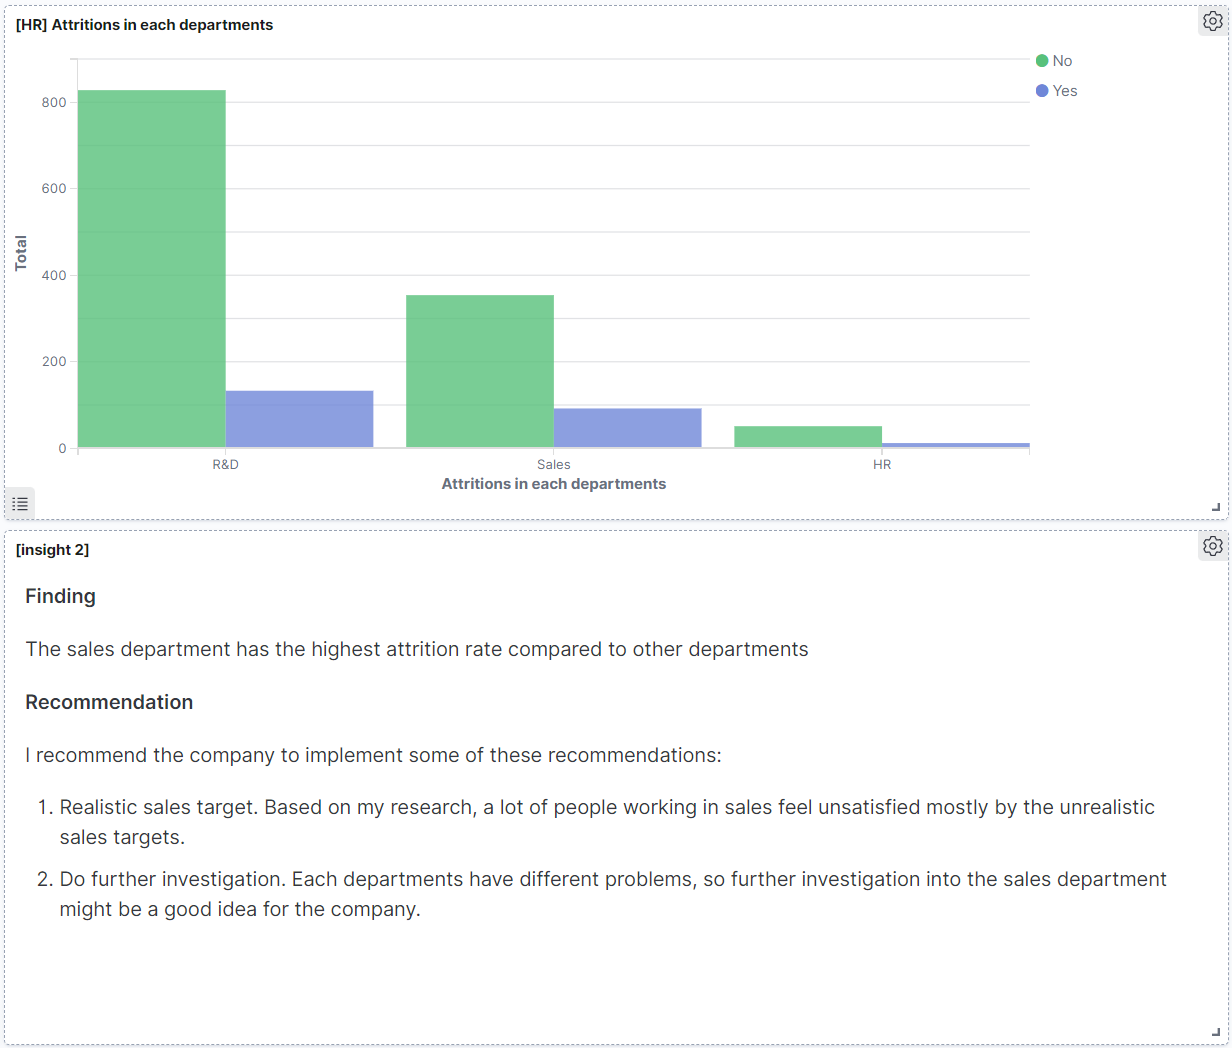 [HR] Attritions in each departments
No
Yes
Total
800
600
400
200
0
R&D
Sales
HR
Attritions in each departments
[insight 2]
Finding
The sales department has the highest attrition rate compared to other departments
Recommendation
I recommend the company to implement some of these recommendations:
1. Realistic sales target. Based on my research, a lot of people working in sales feel unsatisfied mostly by the unrealistic
sales targets.
2. Do further investigation. Each departments have different problems, so further investigation into the sales department
might be a good idea for the company.